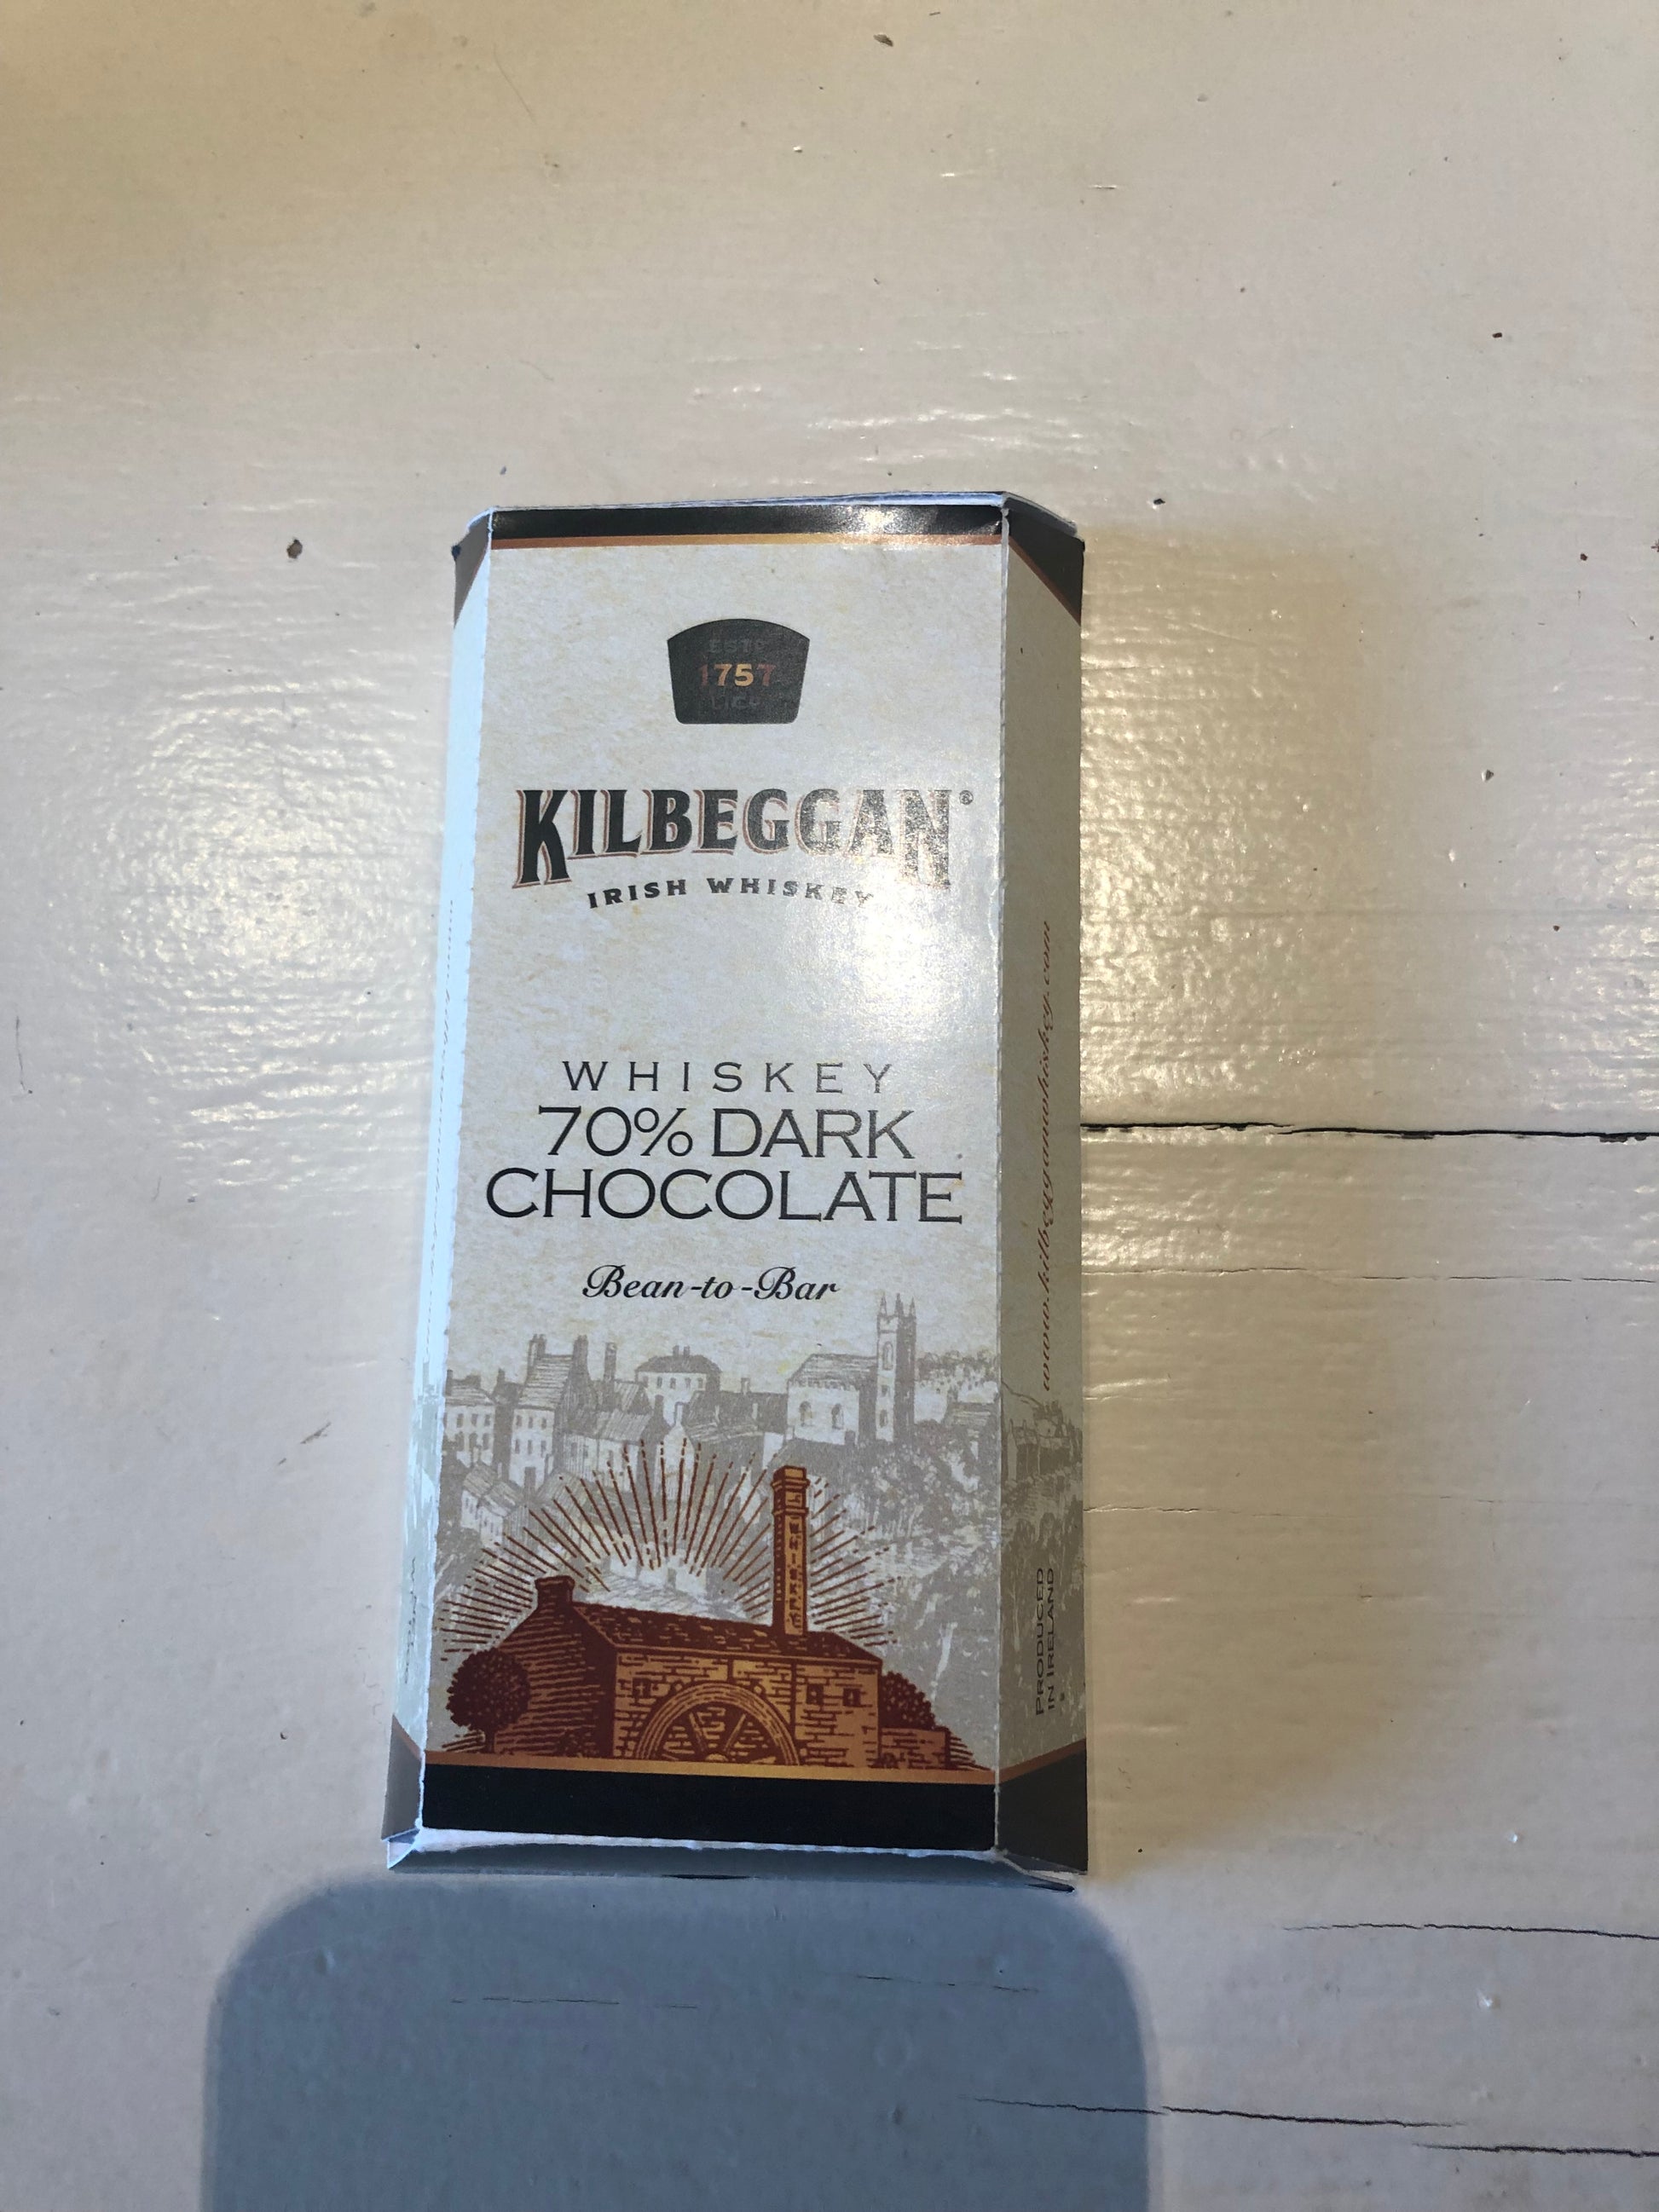 ESTD
1757
LICD
KILBEGGAN®
IRISH WHISKEY
WHISKEY
70% DARK
CHOCOLATE
Bean-to-Bar
WHISKEY
www.kilbegganwhiskey.com
PRODUCED
IN IRELAND